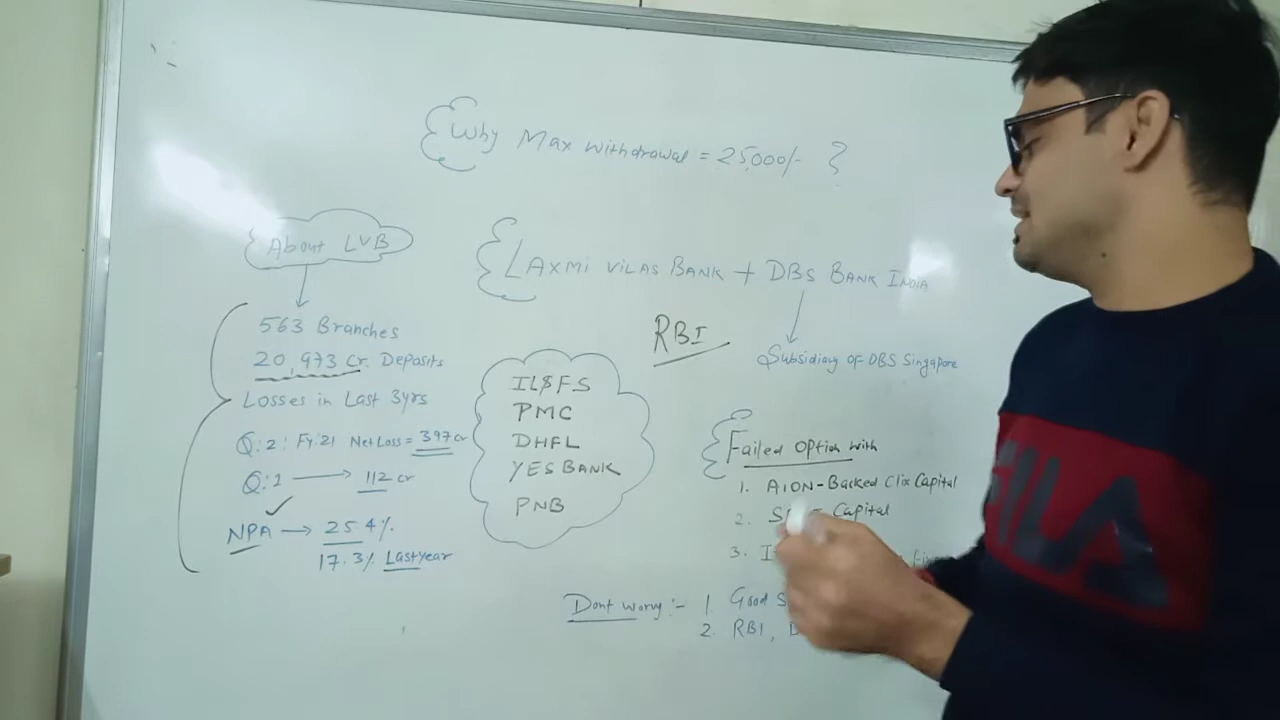 Why Max withdrawal = 25,000/- ?
About LVB
LAXMI VILAS BANK + DBS BANK INDIA
Subsidiary OF DBS Singapore
RBI
563 Branches
20,973 Cr. Deposits
Losses in Last 3yrs
Q:2: FY'21 Net Loss = 397 cr
Q:1 → 112 cr
NPA → 25.4%
17.3% Last year
IL$FS
PMC
DHFL
YES BANK
PNB
Failed Option with
1. AION-Backed Clix Capital
2. Capital
3.
Dont worry :- 1 Good
2 RBI,
FILA